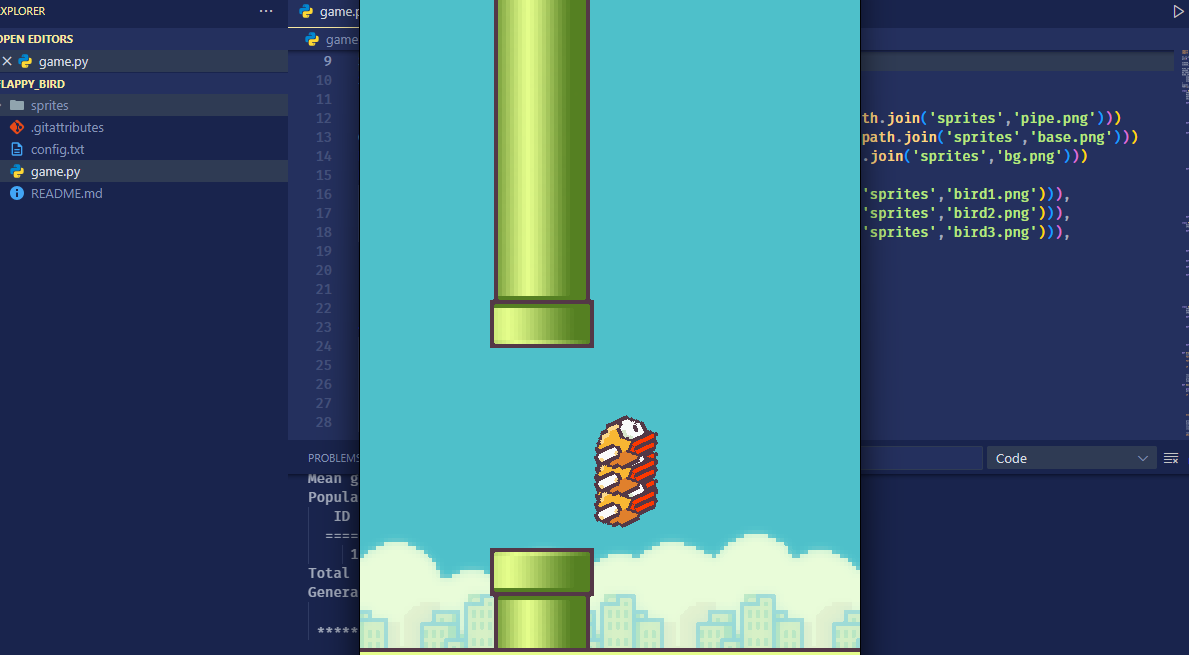 EXPLORER
OPEN EDITORS
game.py
FLAPPY_BIRD
sprites
.gitattributes
config.txt
game.py
README.md
game.p
game
9
10
11
12 th.join('sprites','pipe.png')))
13 path.join('sprites','base.png')))
14 .join('sprites','bg.png')))
15
16 'sprites','bird1.png'))),
17 'sprites','bird2.png'))),
18 'sprites','bird3.png'))),
19
20
21
22
23
24
25
26
27
28
PROBLEMS
Code
Mean g
Popula
ID
====
1
Total
Genera
*****